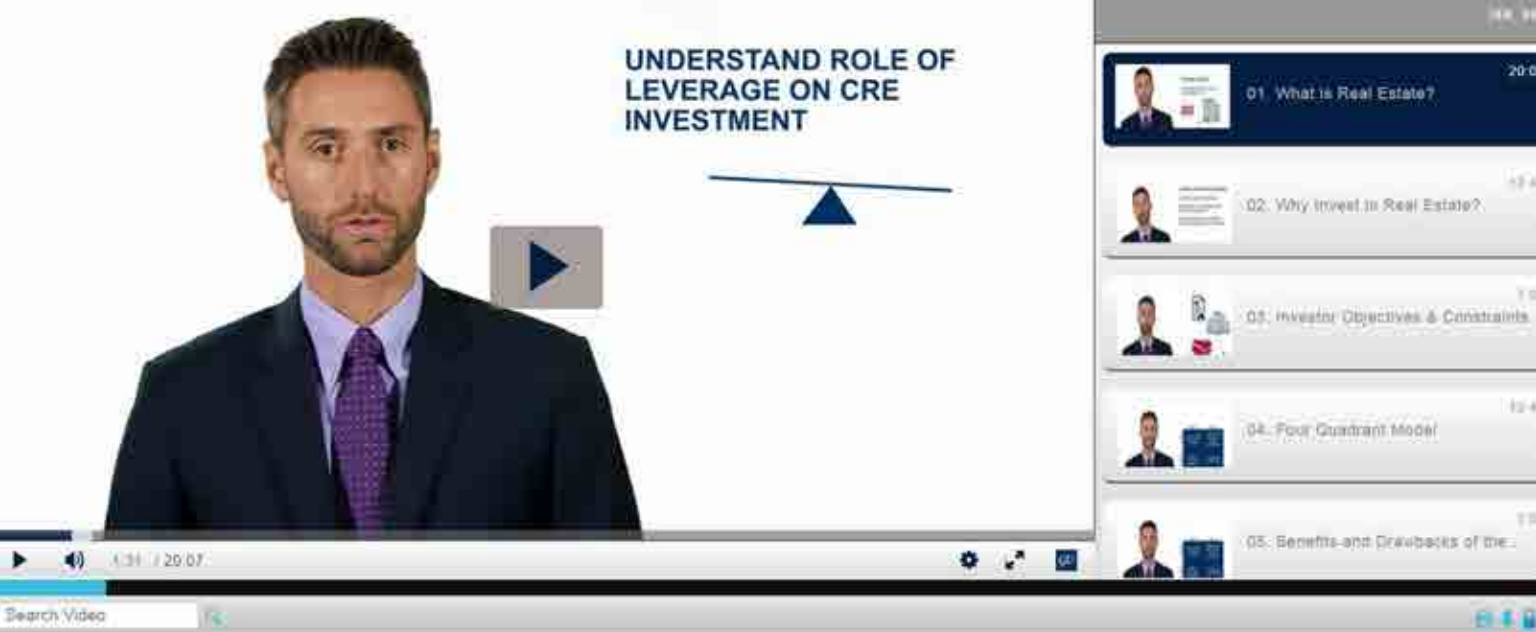 UNDERSTAND ROLE OF
LEVERAGE ON CRE
INVESTMENT
01. What is Real Estate?
02. Why Invest in Real Estate?
03. Investor Objectives & Constraints
04. Four Quadrant Model
05. Benefits and Drawbacks of the...
1:31 / 20:07
Search Video